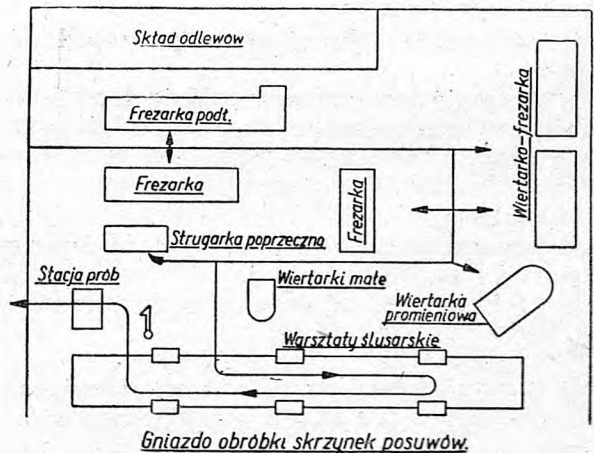 Skład odlewów
Frezarka podł.
Frezarka
Frezarka
Wiertarko-frezarka
Strugarka poprzeczna
Stacja prób
Wiertarki małe
Wiertarka
promieniowa
Warsztaty ślusarskie
Gniazdo obróbki skrzynek posuwów.